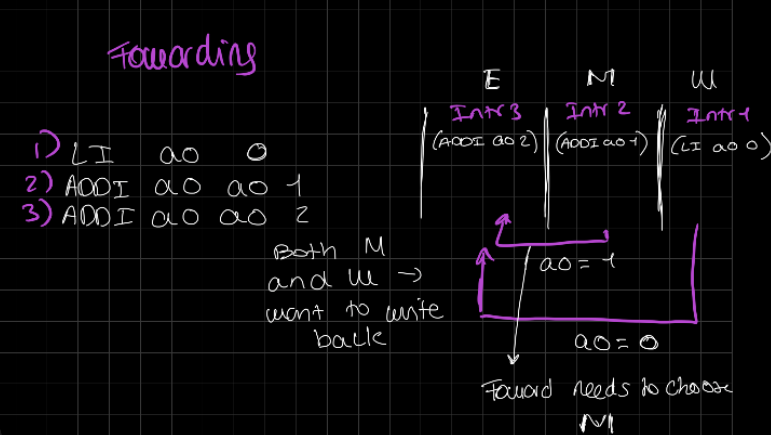 Fowarding
E M W
Intr 3 Intr 2 Intr 1
(ADDI a0 2) (ADDI a0 1) (LI a0 0)
1) LI a0 0
2) ADDI a0 a0 1
3) ADDI a0 a0 2
Both M
and W →
want to write
back
a0 = 1
a0 = 0
Foward needs to choose
M